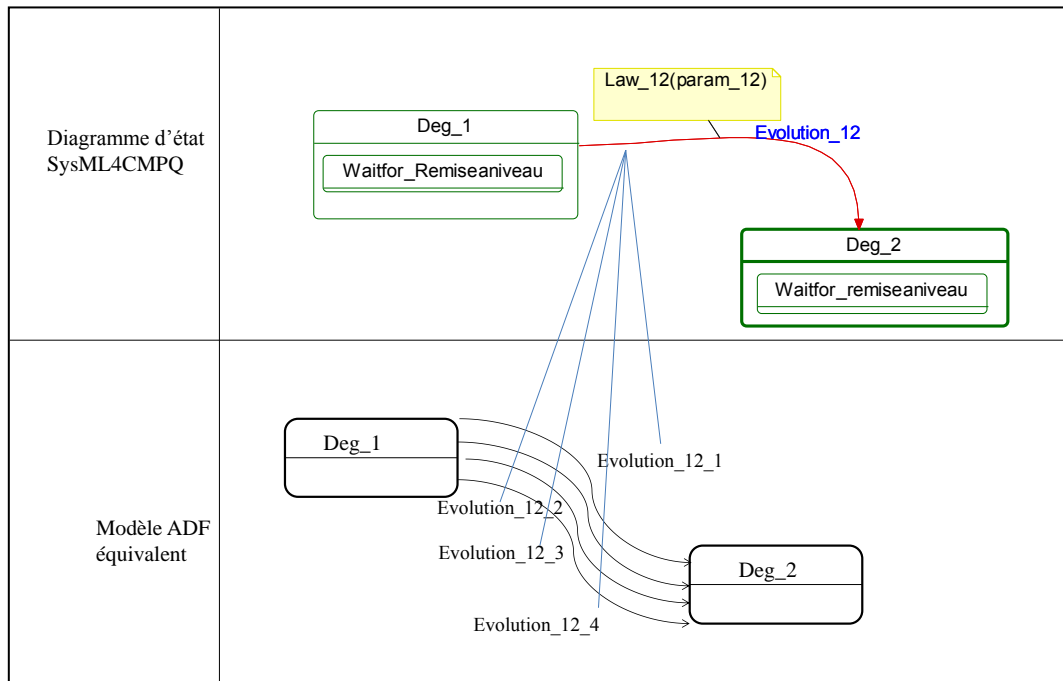 Law_12(param_12)
Deg_1
Evolution_12
Diagramme d'état
SysML4CMPQ
Waitfor_Remiseaniveau
Deg_2
Waitfor_remiseaniveau
Deg_1
Evolution_12_1
Evolution_12_2
Modèle ADF
équivalent
Evolution_12_3
Deg_2
Evolution_12_4